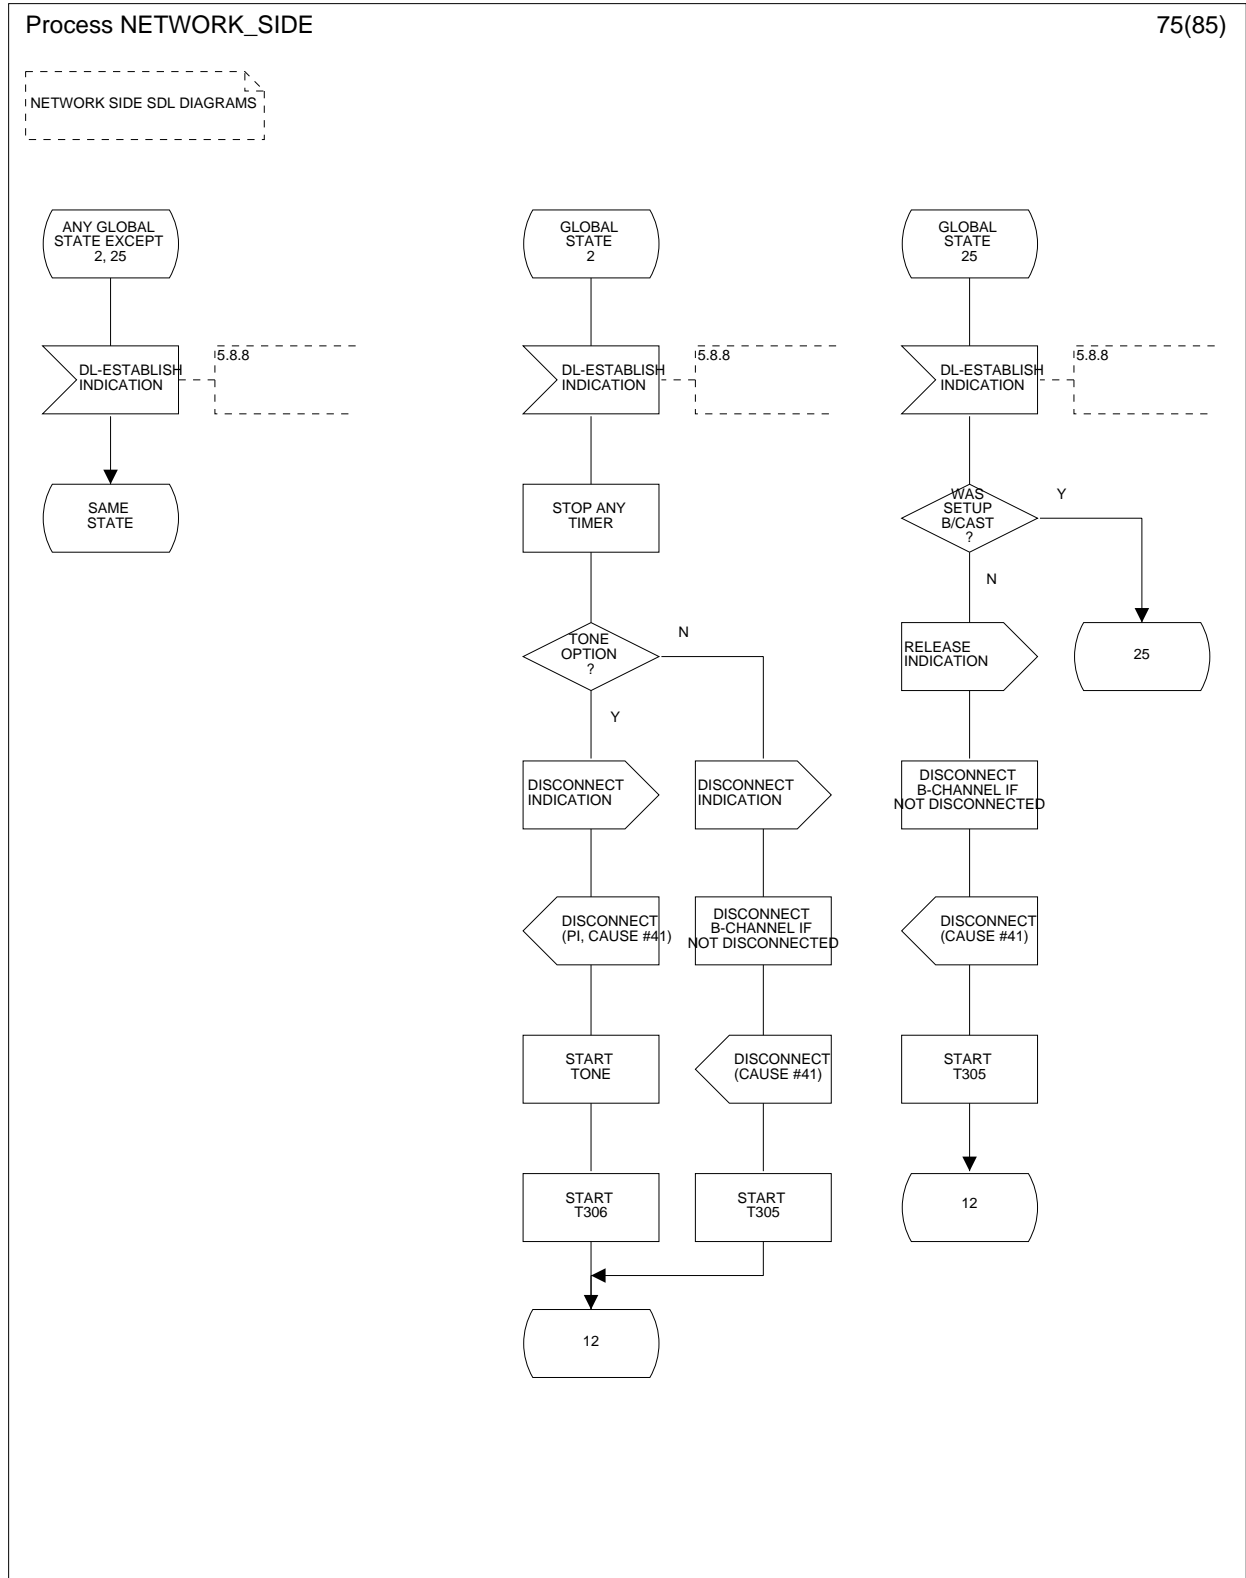 Process NETWORK_SIDE
75(85)
NETWORK SIDE SDL DIAGRAMS
ANY GLOBAL
STATE EXCEPT
2, 25
DL-ESTABLISH
INDICATION
5.8.8
SAME
STATE
GLOBAL
STATE
2
DL-ESTABLISH
INDICATION
5.8.8
STOP ANY
TIMER
TONE
OPTION
?
N
Y
DISCONNECT
INDICATION
DISCONNECT
(PI, CAUSE #41)
START
TONE
START
T306
DISCONNECT
INDICATION
DISCONNECT
B-CHANNEL IF
NOT DISCONNECTED
DISCONNECT
(CAUSE #41)
START
T305
12
GLOBAL
STATE
25
DL-ESTABLISH
INDICATION
5.8.8
WAS
SETUP
B/CAST
?
Y
N
25
RELEASE
INDICATION
DISCONNECT
B-CHANNEL IF
NOT DISCONNECTED
DISCONNECT
(CAUSE #41)
START
T305
12